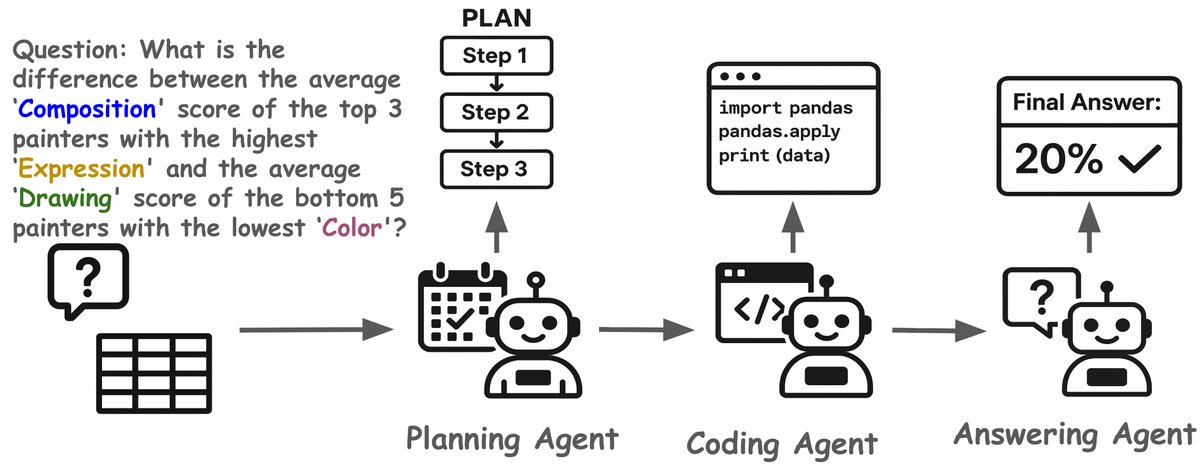 Question: What is the
difference between the average
‘Composition' score of the top 3
painters with the highest
‘Expression' and the average
‘Drawing' score of the bottom 5
painters with the lowest ‘Color'?
?
PLAN
Step 1
Step 2
Step 3
Planning Agent
import pandas
pandas.apply
print (data)
</>
Coding Agent
Final Answer:
20% ✓
?
Answering Agent